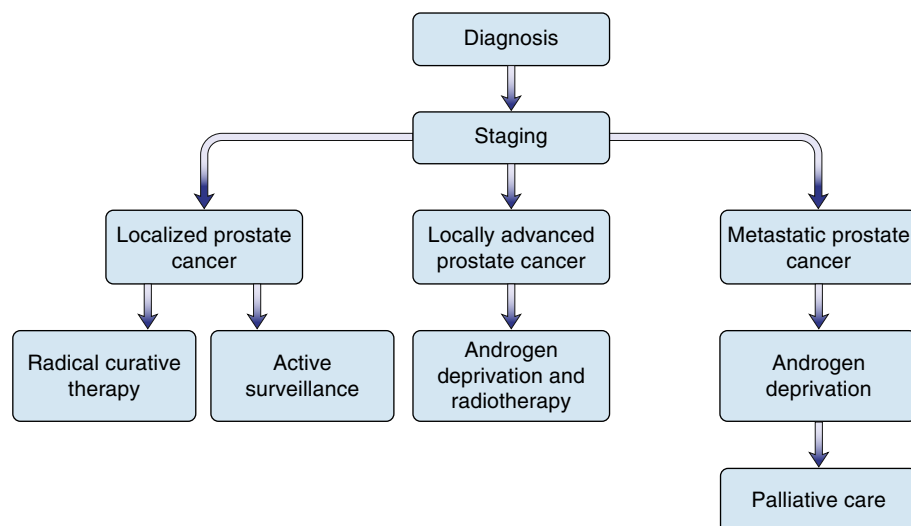 Diagnosis
Staging
Localized prostate
cancer
Locally advanced
prostate cancer
Metastatic prostate
cancer
Radical curative
therapy
Active
surveillance
Androgen
deprivation and
radiotherapy
Androgen
deprivation
Palliative care